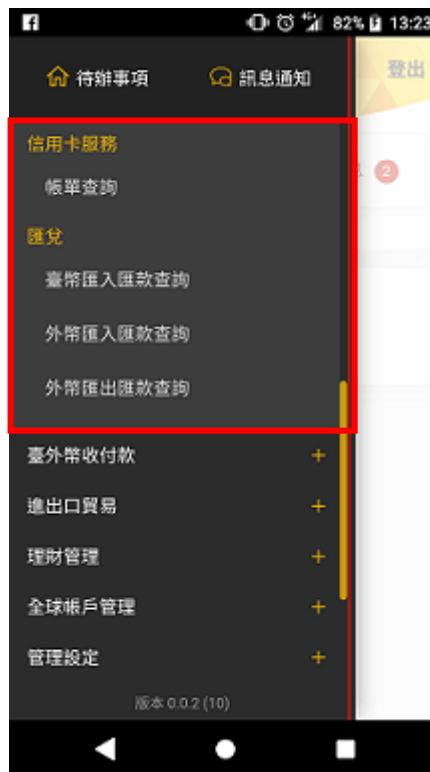 82% 13:23
待辦事項 訊息通知 登出
信用卡服務
2
帳單查詢
匯兌
臺幣匯入匯款查詢
外幣匯入匯款查詢
外幣匯出匯款查詢
臺外幣收付款 +
進出口貿易 +
理財管理 +
全球帳戶管理 +
管理設定 +
版本 0.0.2 (10)